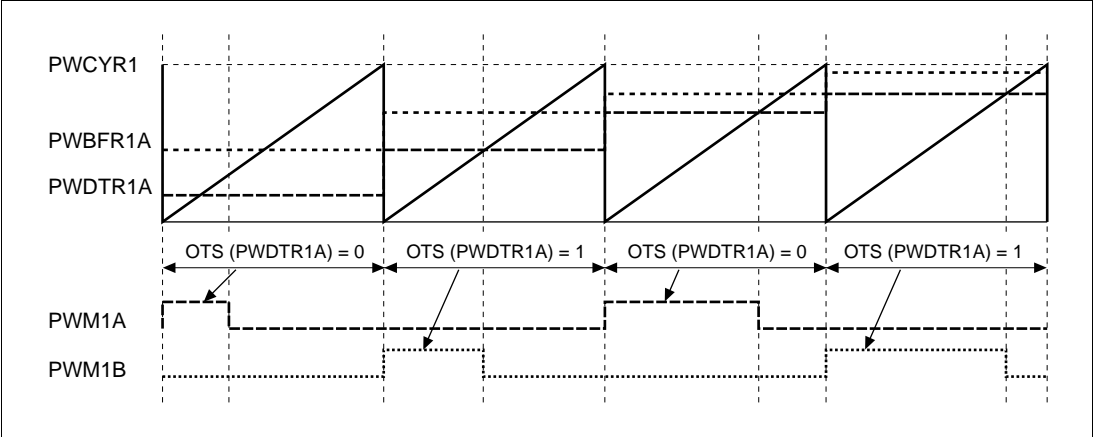 PWCYR1
PWBFR1A
PWDTR1A
OTS (PWDTR1A) = 0
OTS (PWDTR1A) = 1
OTS (PWDTR1A) = 0
OTS (PWDTR1A) = 1
PWM1A
PWM1B